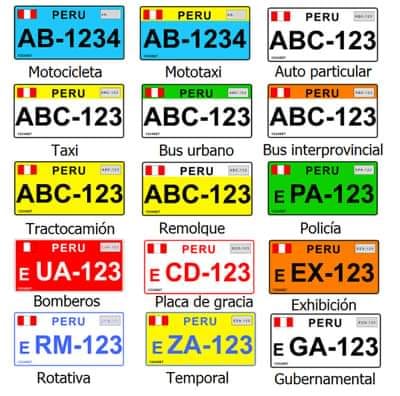 PERU PERU PERU
AB-1234 AB-1234 ABC-123
Motocicleta Mototaxi Auto particular
PERU PERU PERU
ABC-123 ABC-123 ABC-123
Taxi Bus urbano Bus interprovincial
PERU PERU PERU
ABC-123 ABC-123 E PA-123
Tractocamión Remolque Policía
PERU PERU PERU
E UA-123 E CD-123 E EX-123
Bomberos Placa de gracia Exhibición
PERU PERU PERU
E RM-123 E ZA-123 E GA-123
Rotativa Temporal Gubernamental